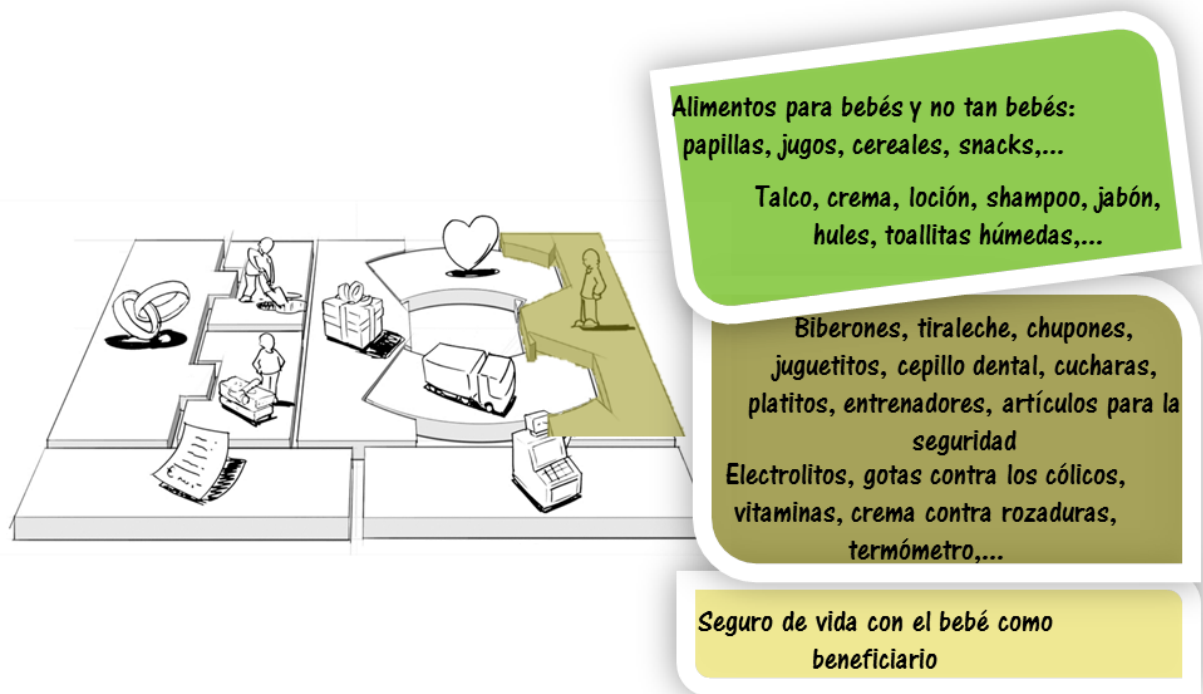 Alimentos para bebés y no tan bebés:
papillas, jugos, cereales, snacks,...
Talco, crema, loción, shampoo, jabón,
hules, toallitas húmedas,...
Biberones, tiraleche, chupones,
juguetitos, cepillo dental, cucharas,
platitos, entrenadores, artículos para la
seguridad
Electrolitos, gotas contra los cólicos,
vitaminas, crema contra rozaduras,
termómetro,...
Seguro de vida con el bebé como
beneficiario